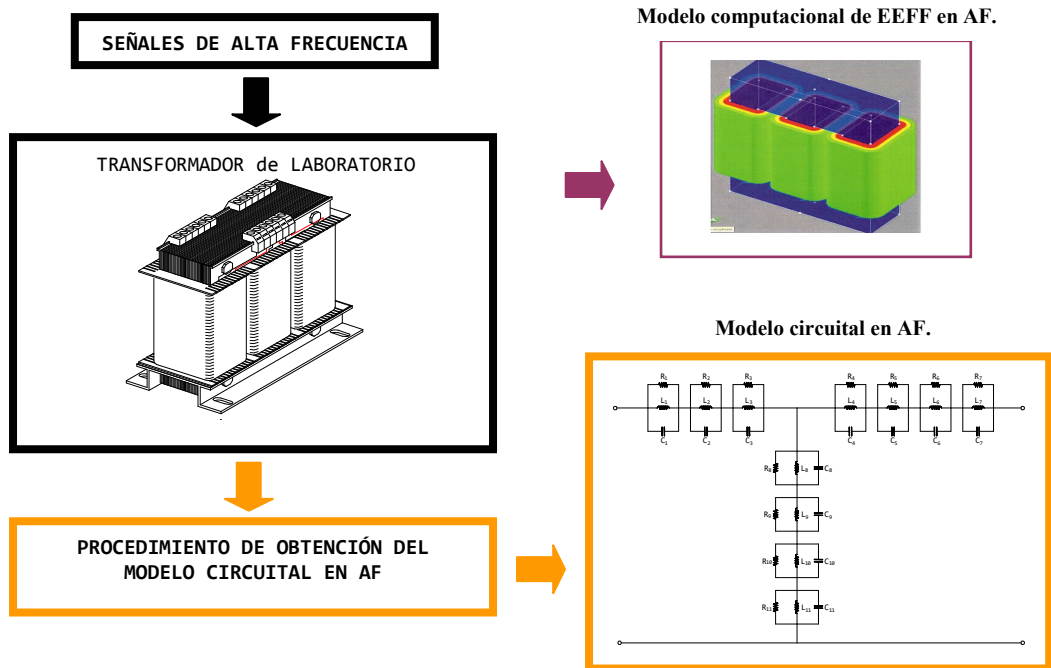 Modelo computacional de EEFF en AF.
SEÑALES DE ALTA FRECUENCIA
TRANSFORMADOR de LABORATORIO
Modelo circuital en AF.
R₁ R₂ R₃ R₄ R₅ R₆ R₇
L₁ L₂ L₃ L₄ L₅ L₆ L₇
C₁ C₂ C₃ C₄ C₅ C₆ C₇
R₈ L₈ C₈
R₉ L₉ C₉
R₁₀ L₁₀ C₁₀
R₁₁ L₁₁ C₁₁
PROCEDIMIENTO DE OBTENCIÓN DEL
MODELO CIRCUITAL EN AF